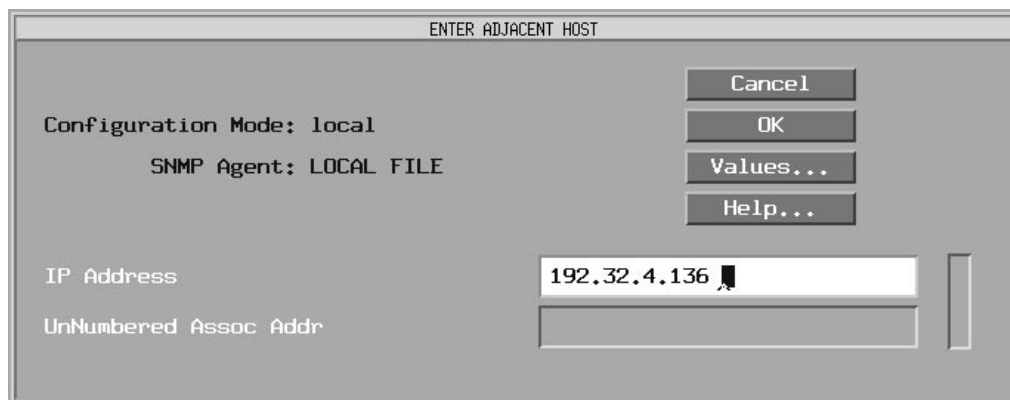 ENTER ADJACENT HOST
Cancel
Configuration Mode: local
OK
SNMP Agent: LOCAL FILE
Values...
Help...
IP Address
192.32.4.136
UnNumbered Assoc Addr